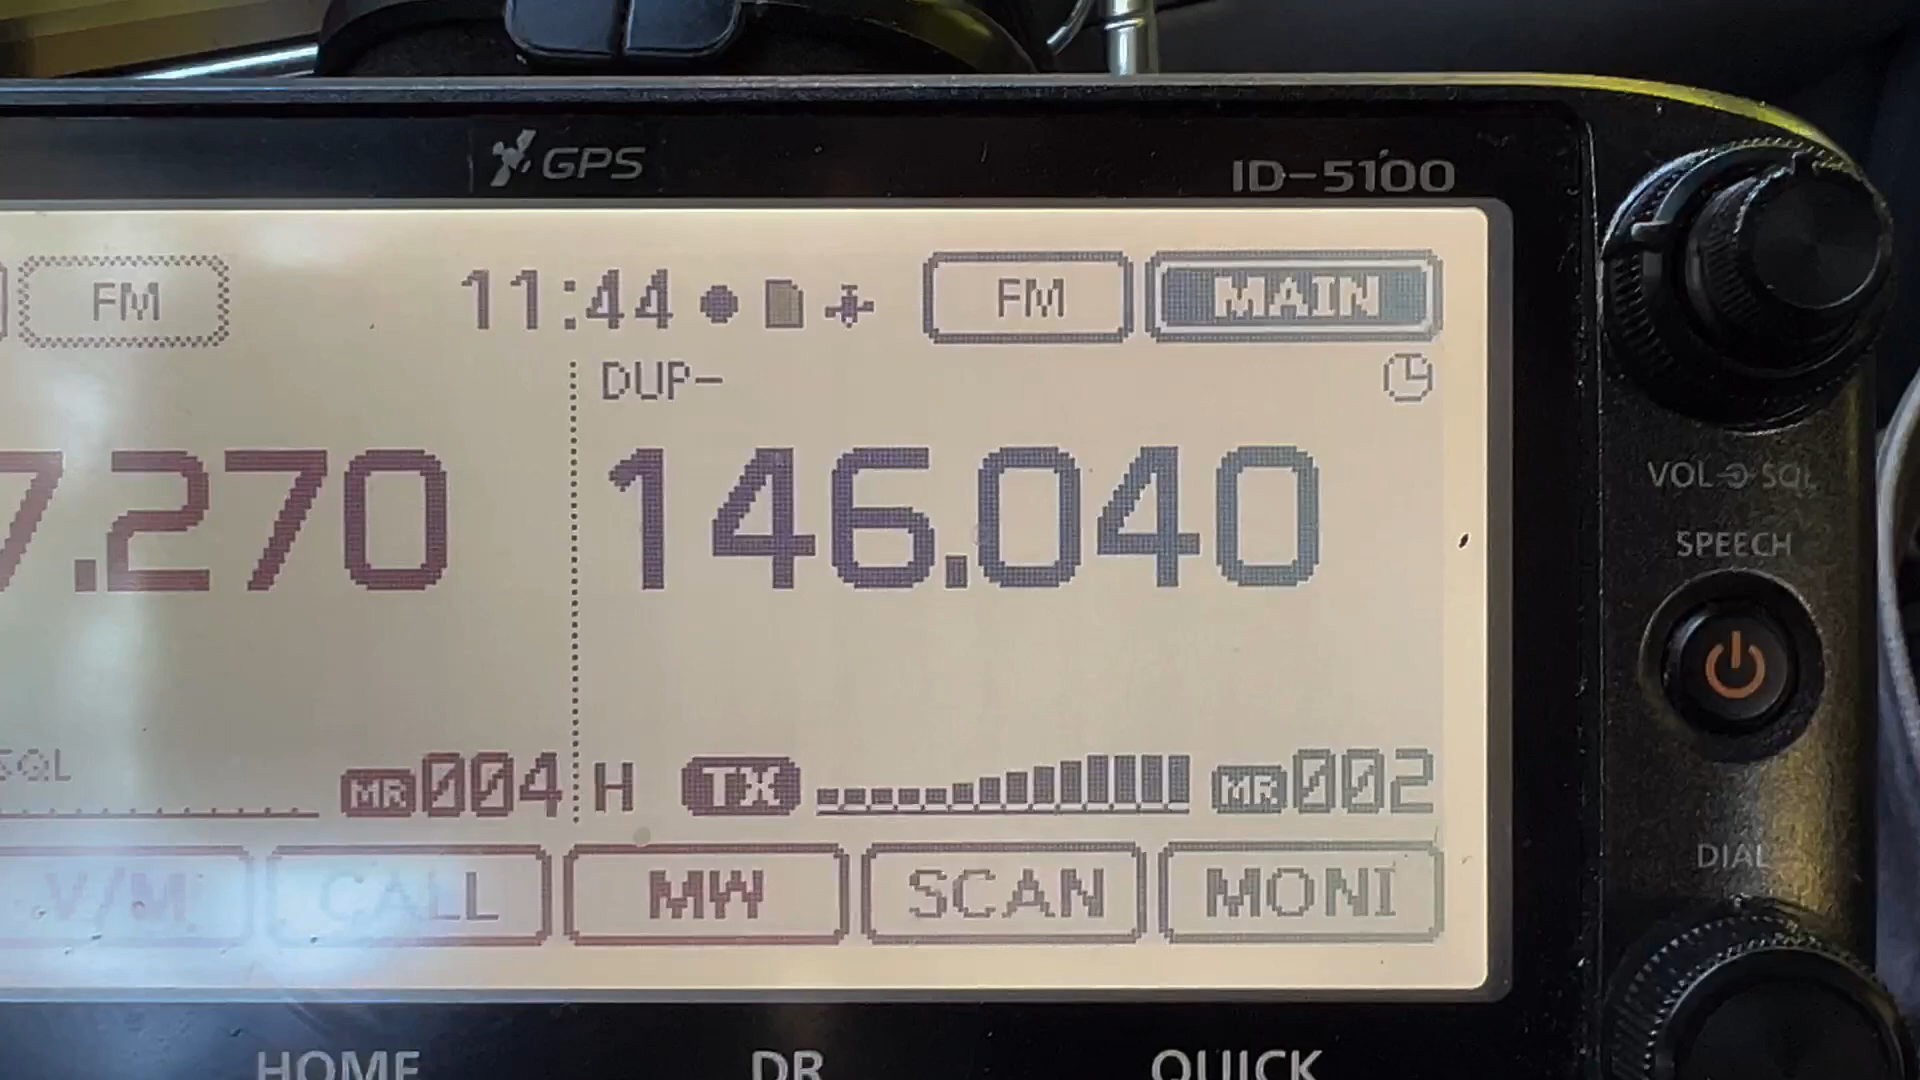 GPS
ID-5100
FM 11:44 FM MAIN
DUP-
7.270 146.040
VOL SQL
SPEECH
SQL
MR 004 H TX MR 002
DIAL
V/M CALL MW SCAN MONI
HOME DR QUICK